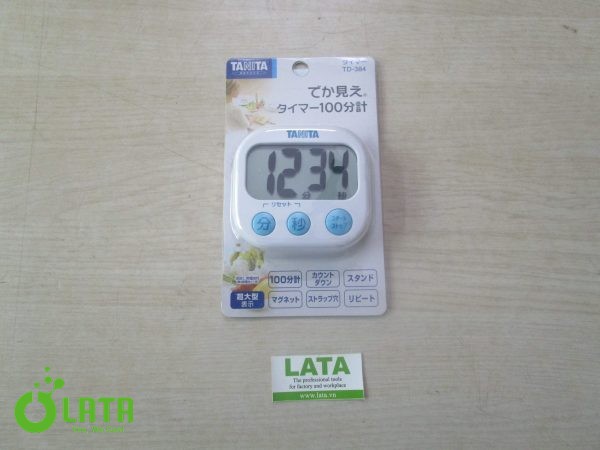 TANITA
タイマー
TD-384
でか見え®
タイマー100分計
TANITA
12 34
分 秒
リセット
分 秒 スタート ストップ
100分計 カウント ダウン スタンド
超大型 表示 マグネット ストラップ穴 リピート
LATA
The professional tools
for factory and workplace
www.lata.vn
LATA